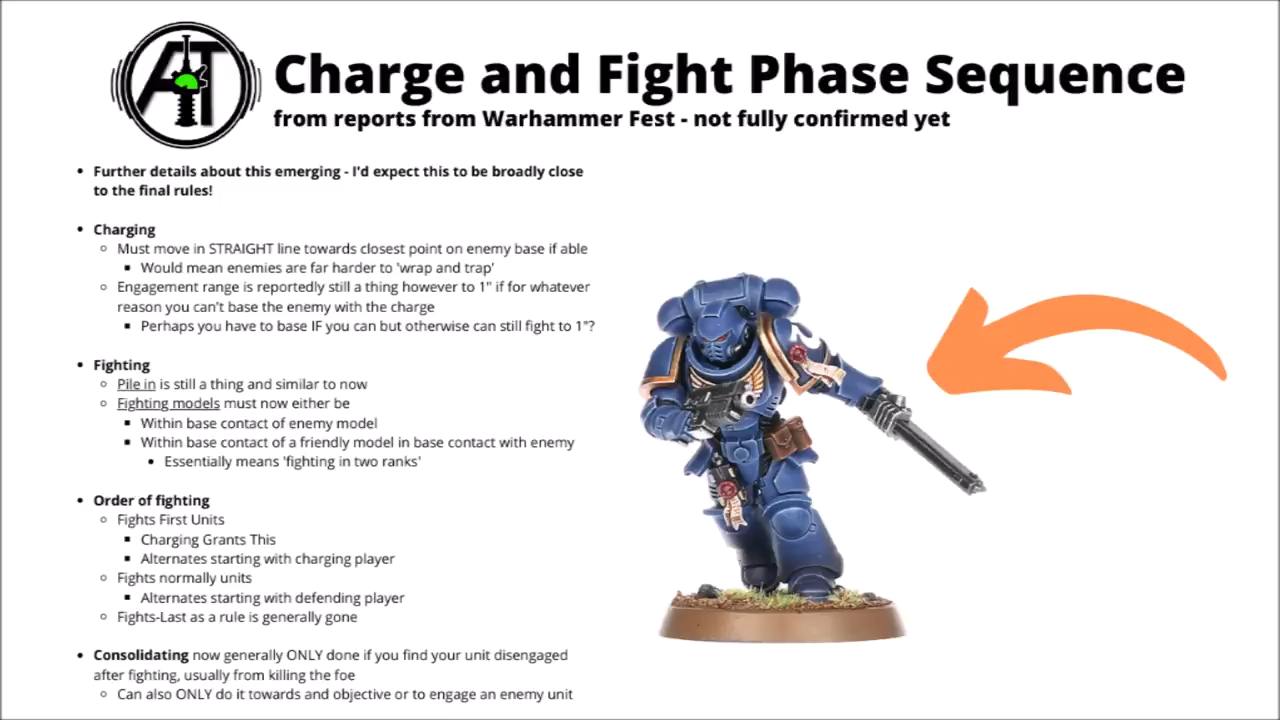 AT
Charge and Fight Phase Sequence
from reports from Warhammer Fest - not fully confirmed yet
• Further details about this emerging - I'd expect this to be broadly close
to the final rules!
• Charging
○ Must move in STRAIGHT line towards closest point on enemy base if able
▪ Would mean enemies are far harder to 'wrap and trap'
○ Engagement range is reportedly still a thing however to 1" if for whatever
reason you can't base the enemy with the charge
▪ Perhaps you have to base IF you can but otherwise can still fight to 1"?
• Fighting
○ Pile in is still a thing and similar to now
○ Fighting models must now either be
▪ Within base contact of enemy model
▪ Within base contact of a friendly model in base contact with enemy
• Essentially means 'fighting in two ranks'
• Order of fighting
○ Fights First Units
▪ Charging Grants This
▪ Alternates starting with charging player
○ Fights normally units
▪ Alternates starting with defending player
○ Fights-Last as a rule is generally gone
• Consolidating now generally ONLY done if you find your unit disengaged
after fighting, usually from killing the foe
○ Can also ONLY do it towards and objective or to engage an enemy unit